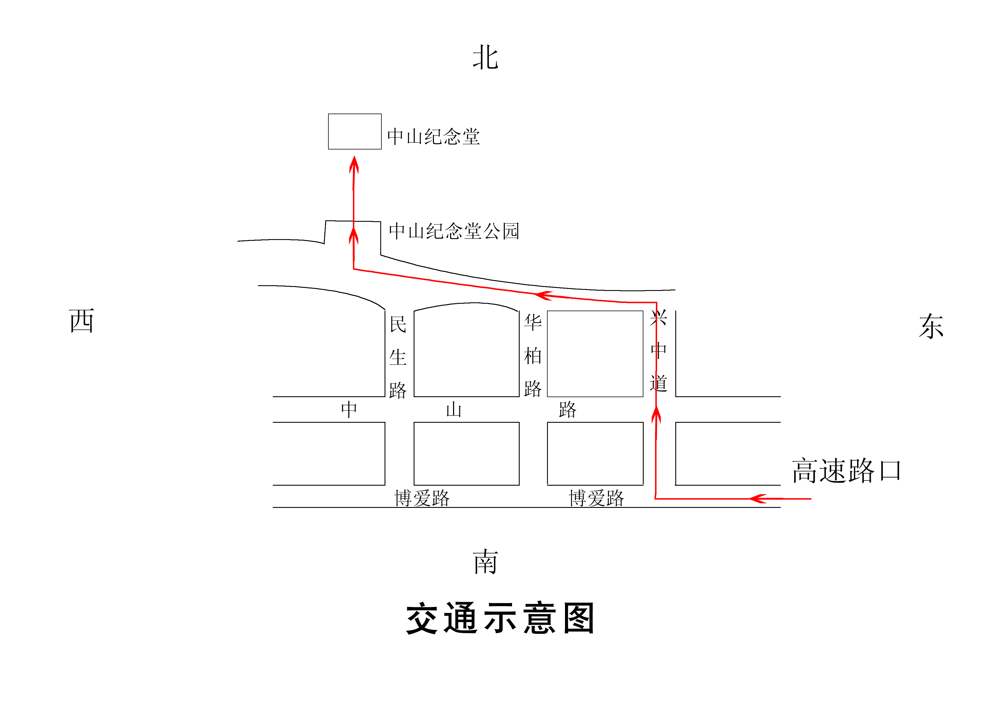 北
中山纪念堂
中山纪念堂公园
西
东
民生路
华柏路
兴中道
中山路
高速路口
博爱路
博爱路
南
交通示意图